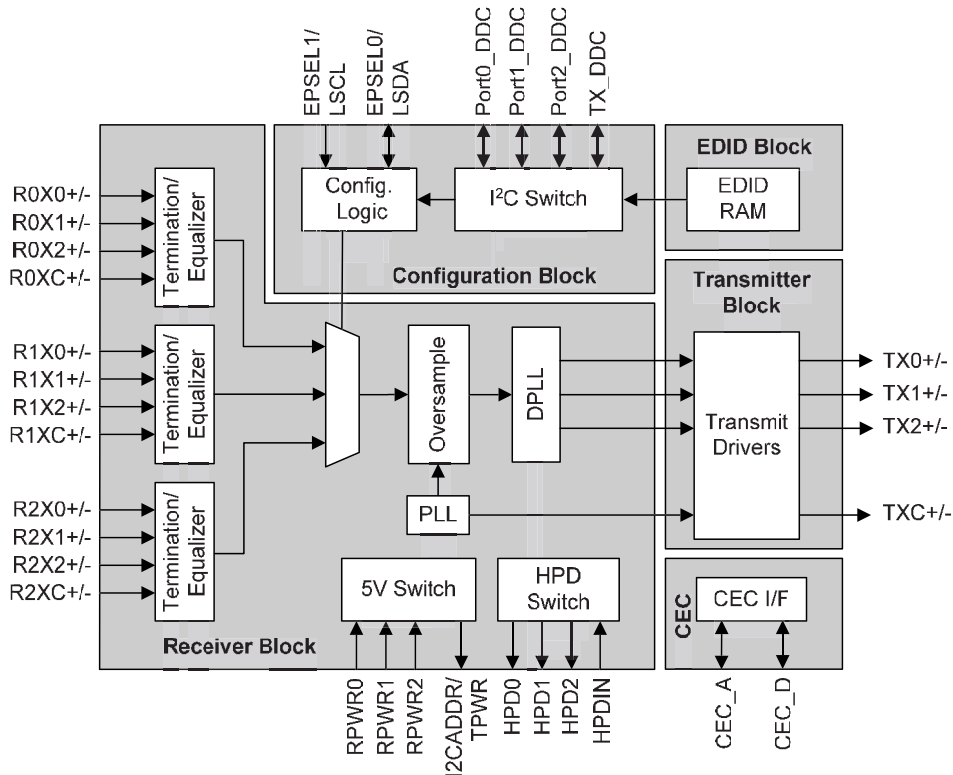 EPSEL1/
LSCL
EPSEL0/
LSDA
Port0_DDC
Port1_DDC
Port2_DDC
TX_DDC
Config.
Logic
I²C Switch
Configuration Block
EDID Block
EDID
RAM
R0X0+/-
R0X1+/-
R0X2+/-
R0XC+/-
Termination/
Equalizer
R1X0+/-
R1X1+/-
R1X2+/-
R1XC+/-
Termination/
Equalizer
R2X0+/-
R2X1+/-
R2X2+/-
R2XC+/-
Termination/
Equalizer
Oversample
DPLL
PLL
Transmitter
Block
Transmit
Drivers
TX0+/-
TX1+/-
TX2+/-
TXC+/-
5V Switch
HPD
Switch
Receiver Block
CEC
CEC I/F
RPWR0
RPWR1
RPWR2
I2CADDR/
TPWR
HPD0
HPD1
HPD2
HPDIN
CEC_A
CEC_D